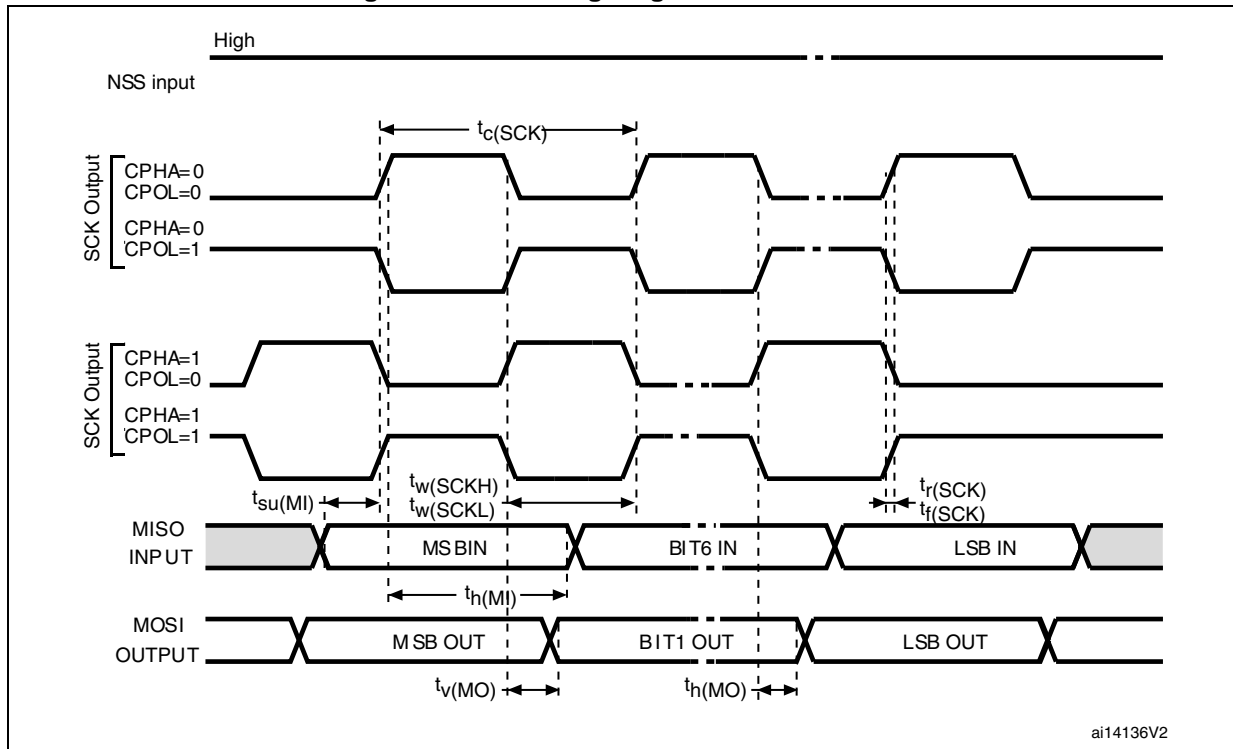 High
NSS input
tc(SCK)
SCK Output
CPHA=0
CPOL=0
CPHA=0
CPOL=1
SCK Output
CPHA=1
CPOL=0
CPHA=1
CPOL=1
tsu(MI)
tw(SCKH)
tw(SCKL)
tr(SCK)
tf(SCK)
MISO
INPUT
MSBIN
BIT6 IN
LSB IN
th(MI)
MOSI
OUTPUT
MSB OUT
BIT1 OUT
LSB OUT
tv(MO)
th(MO)
ai14136V2